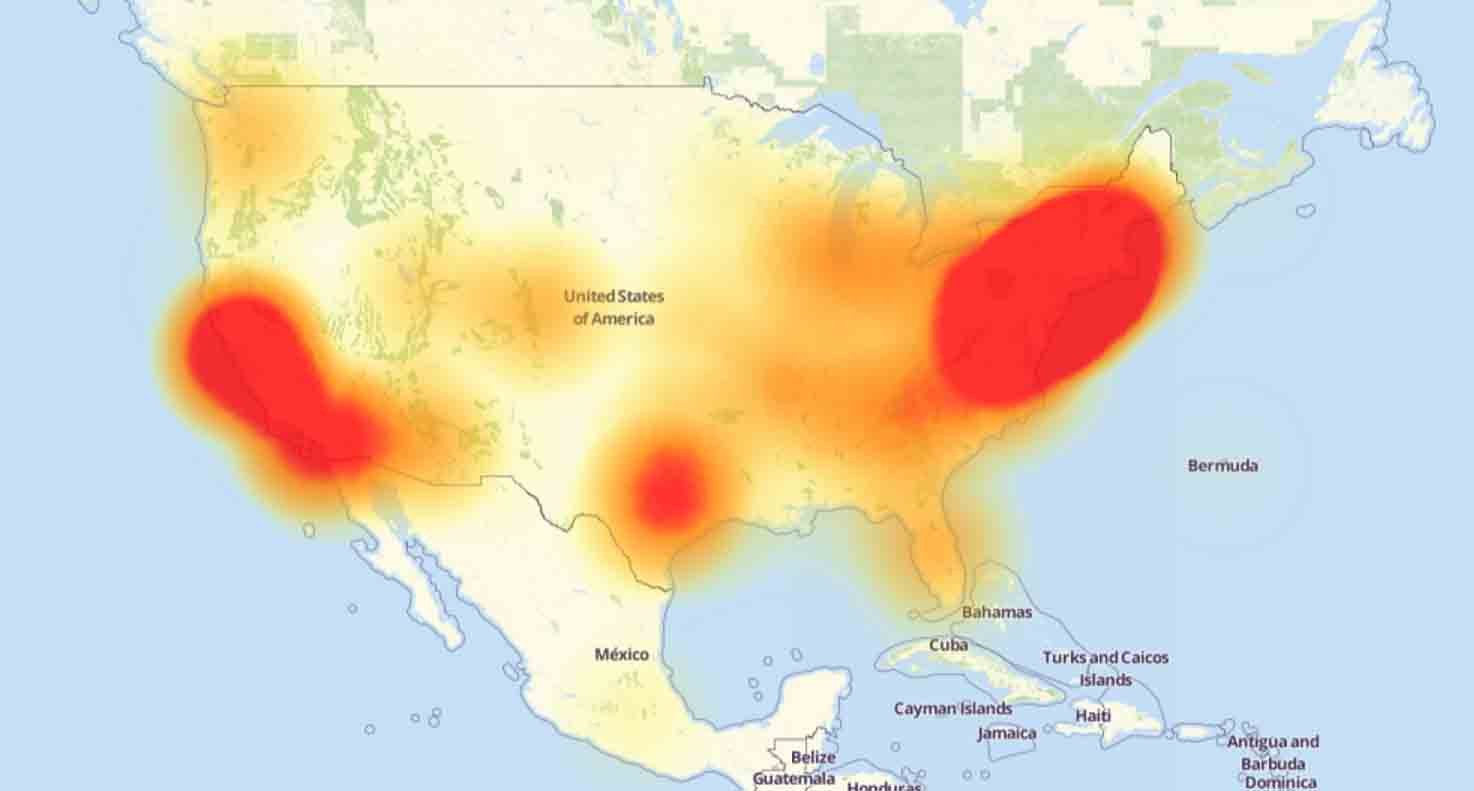 United States
of America
Bermuda
Bahamas
Cuba
México
Turks and Caicos
Islands
Cayman Islands
Haiti
Jamaica
Antigua and
Barbuda
Belize
Guatemala
Dominica
Honduras